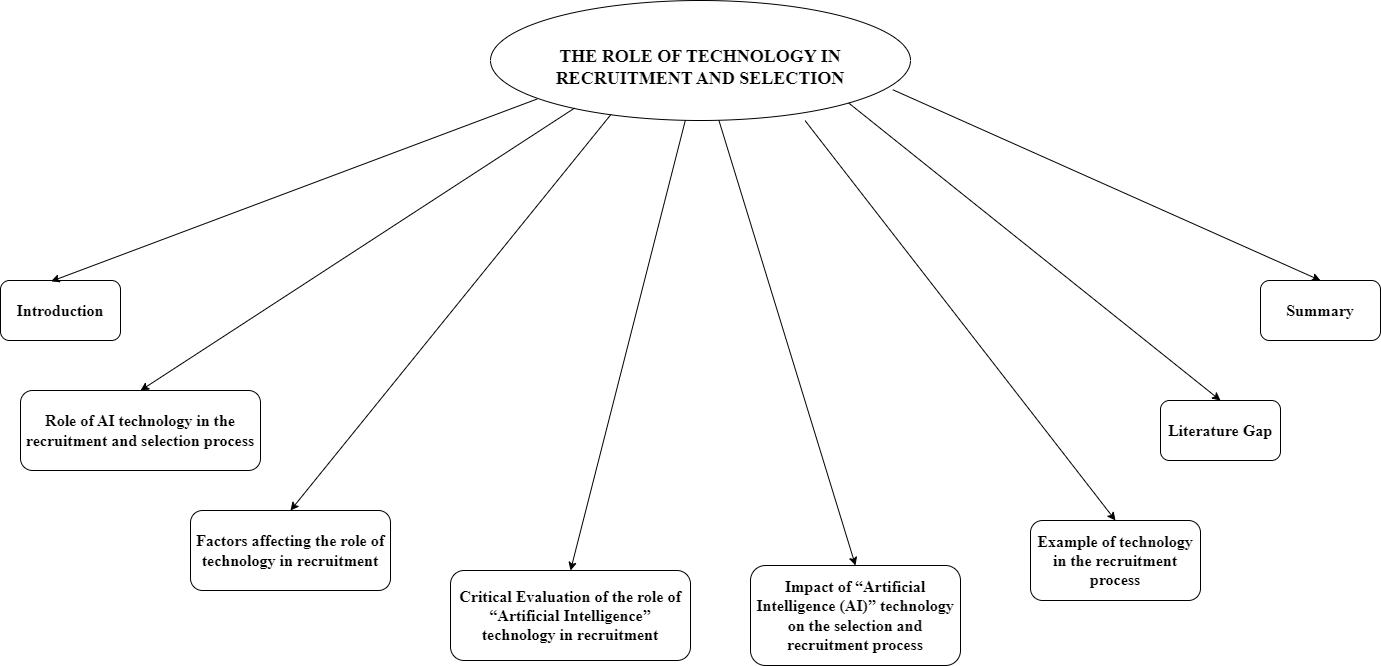 THE ROLE OF TECHNOLOGY IN
RECRUITMENT AND SELECTION
Introduction
Summary
Role of AI technology in the
recruitment and selection process
Literature Gap
Factors affecting the role of
technology in recruitment
Critical Evaluation of the role of
“Artificial Intelligence”
technology in recruitment
Impact of “Artificial
Intelligence (AI)” technology
on the selection and
recruitment process
Example of technology
in the recruitment
process